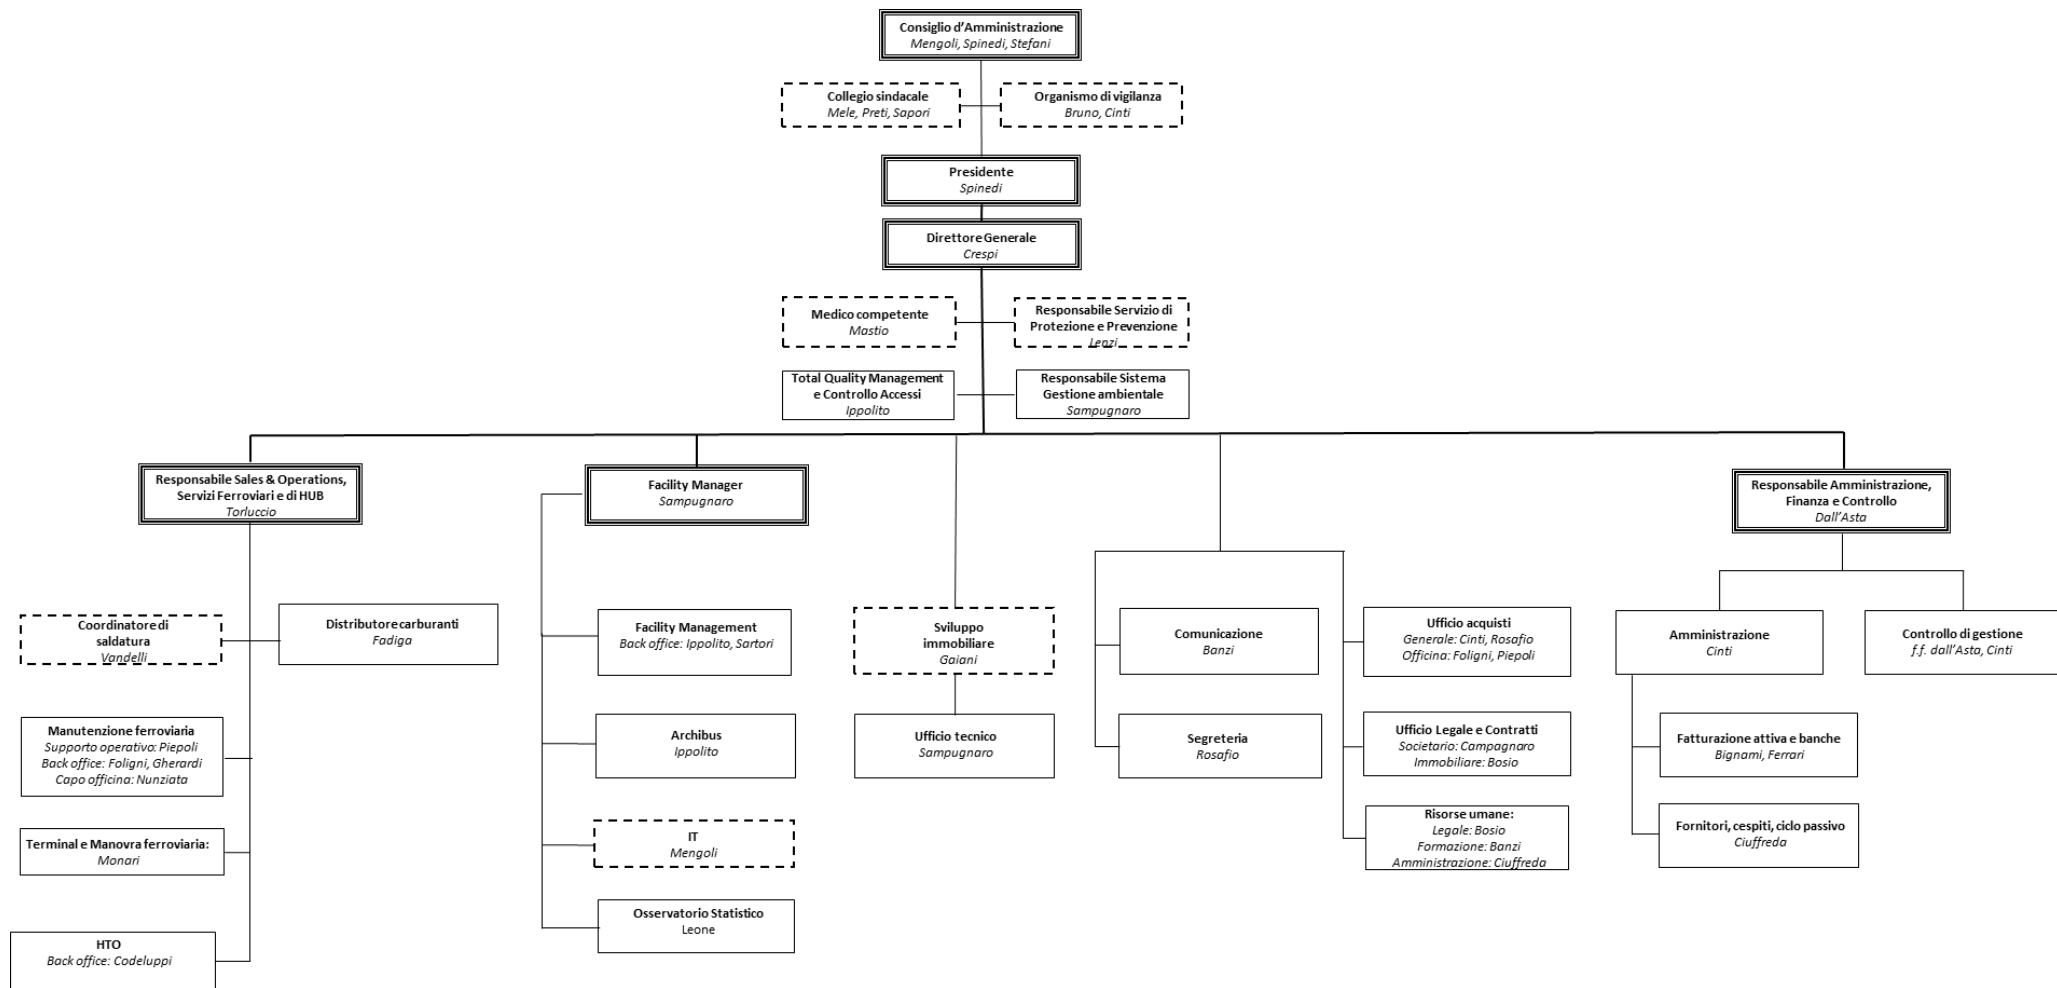 Consiglio d’Amministrazione
Mengoli, Spinedi, Stefani
Collegio sindacale
Mele, Preti, Sapori
Organismo di vigilanza
Bruno, Cinti
Presidente
Spinedi
Direttore Generale
Crespi
Medico competente
Mastio
Responsabile Servizio di
Protezione e Prevenzione
Lenzi
Total Quality Management
e Controllo Accessi
Ippolito
Responsabile Sistema
Gestione ambientale
Sampugnaro
Responsabile Sales & Operations,
Servizi Ferroviari e di HUB
Torluccio
Facility Manager
Sampugnaro
Responsabile Amministrazione,
Finanza e Controllo
Dall’Asta
Coordinatore di
saldatura
Vandelli
Distributore carburanti
Fadiga
Manutenzione ferroviaria
Supporto operativo: Piepoli
Back office: Foligni, Gherardi
Capo officina: Nunziata
Terminal e Manovra ferroviaria:
Monari
HTO
Back office: Codeluppi
Facility Management
Back office: Ippolito, Sartori
Archibus
Ippolito
IT
Mengoli
Osservatorio Statistico
Leone
Sviluppo
immobiliare
Gaiani
Ufficio tecnico
Sampugnaro
Comunicazione
Banzi
Segreteria
Rosafio
Ufficio acquisti
Generale: Cinti, Rosafio
Officina: Foligni, Piepoli
Ufficio Legale e Contratti
Societario: Campagnaro
Immobiliare: Bosio
Risorse umane:
Legale: Bosio
Formazione: Banzi
Amministrazione: Ciuffreda
Amministrazione
Cinti
Controllo di gestione
f.f. dall’Asta, Cinti
Fatturazione attiva e banche
Bignami, Ferrari
Fornitori, cespiti, ciclo passivo
Ciuffreda